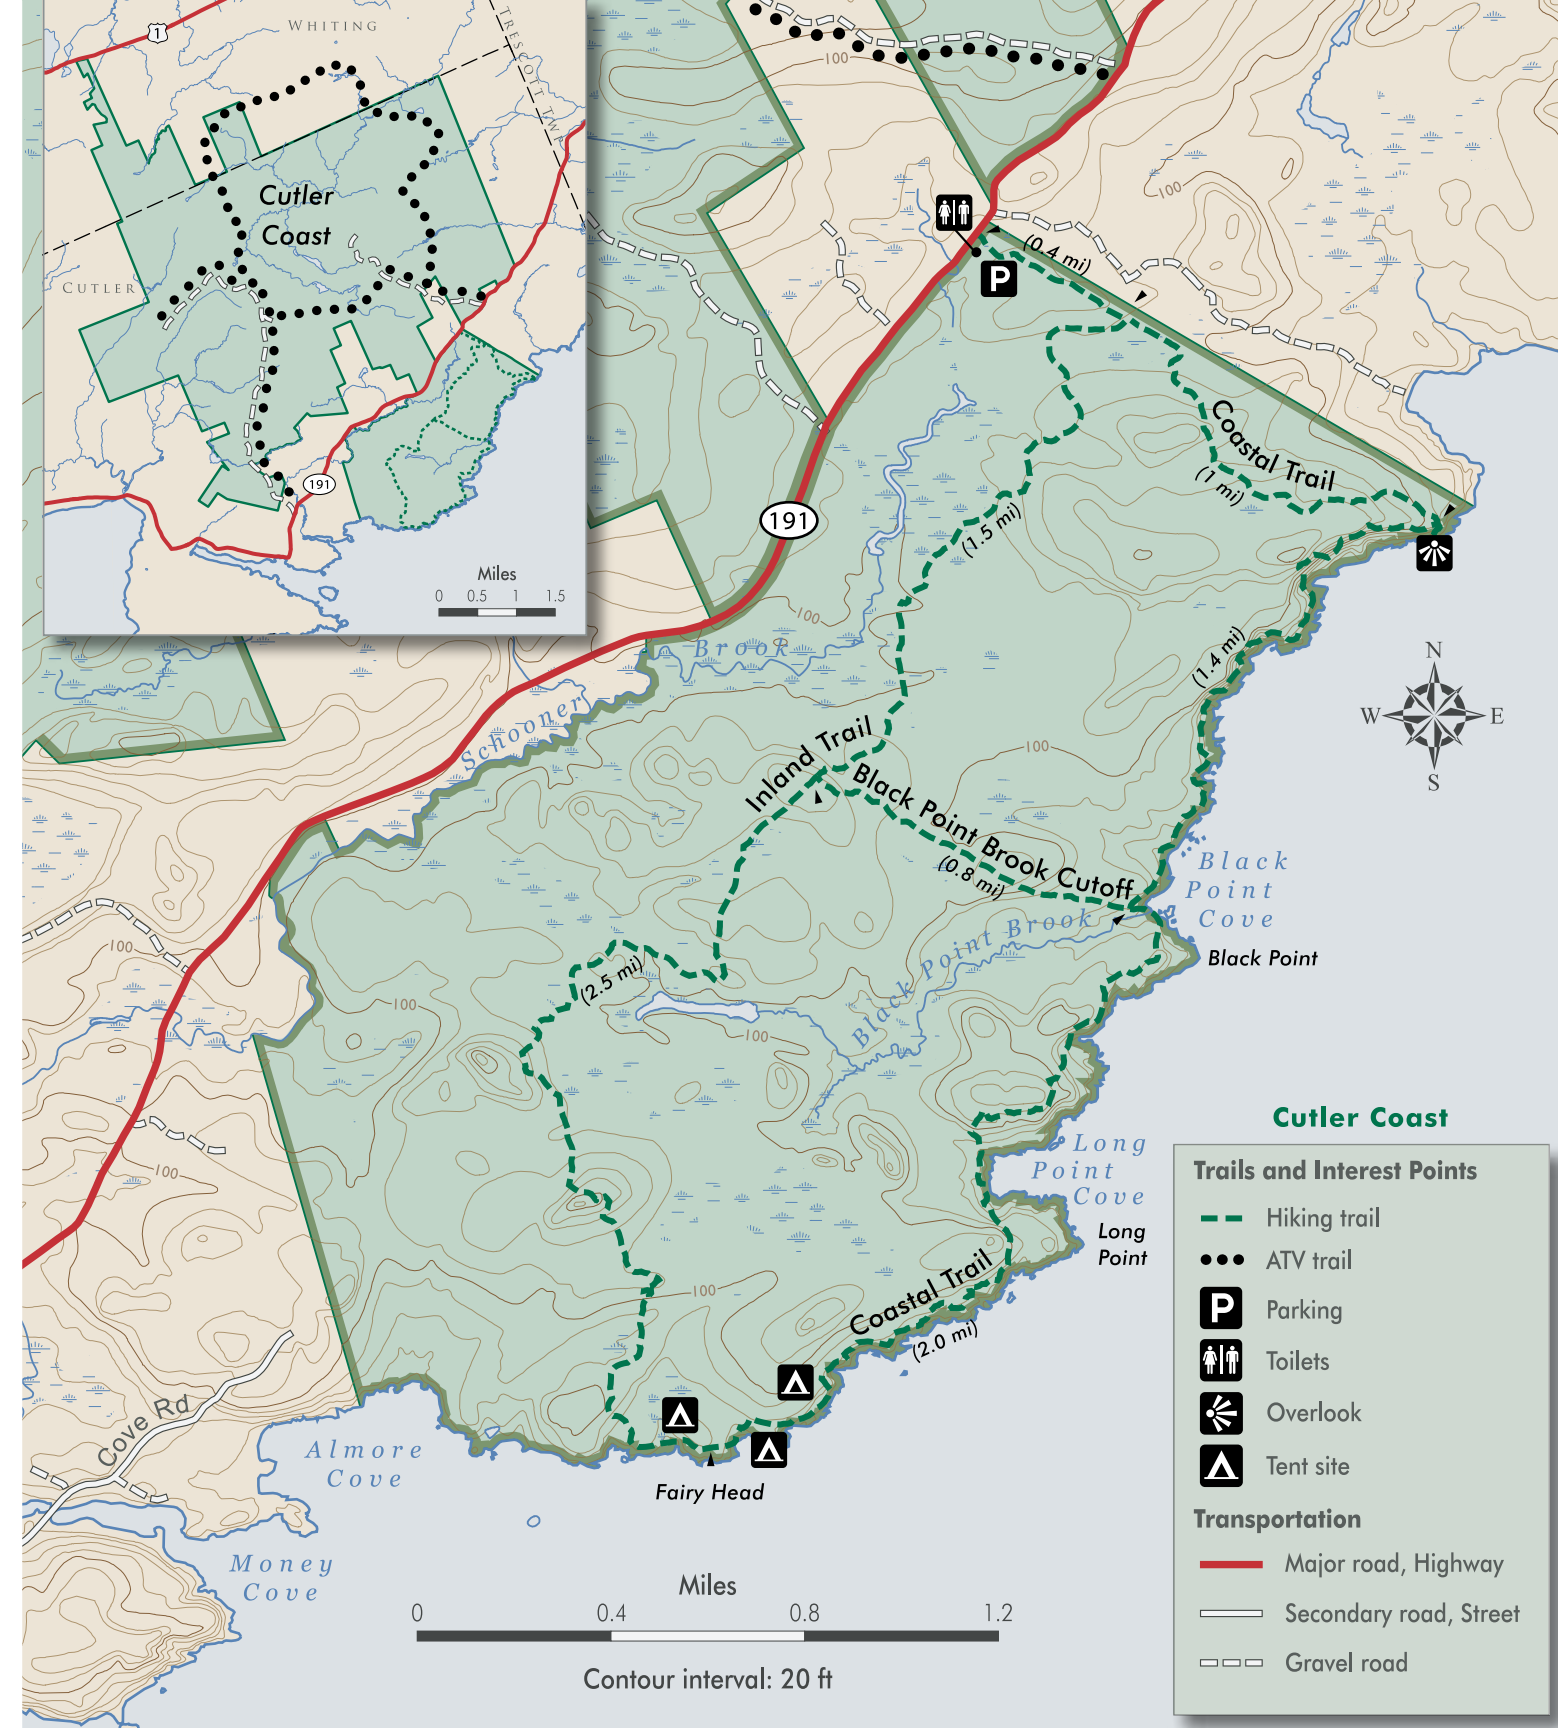 WHITING
TRESCOTT TWP
1
Cutler
Coast
CUTLER
191
Miles
0 0.5 1 1.5
100
100
P
(0.4 mi)
Coastal Trail
(1 mi)
191
(1.5 mi)
100
Brook
Schooner
(1.4 mi)
N
W E
S
Inland Trail
100
Black Point Brook Cutoff
(0.8 mi)
Black
Point
Cove
Black Point Brook
Black Point
100
(2.5 mi)
100
100
Long
Point
Cove
Long
Point
100
100
Coastal Trail
(2.0 mi)
Cove Rd
Almore
Cove
Fairy Head
Money
Cove
Miles
0 0.4 0.8 1.2
Contour interval: 20 ft
Cutler Coast
Trails and Interest Points
Hiking trail
ATV trail
P Parking
Toilets
Overlook
Tent site
Transportation
Major road, Highway
Secondary road, Street
Gravel road